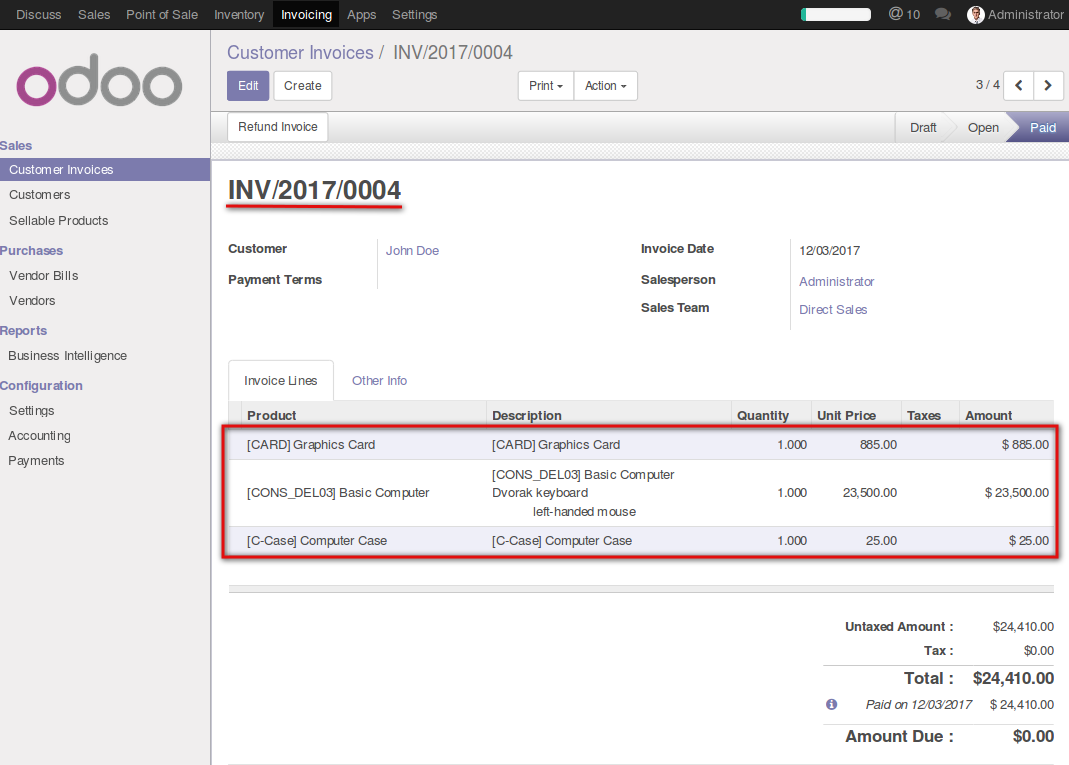 Discuss Sales Point of Sale Inventory Invoicing Apps Settings @ 10 Administrator
odoo
Customer Invoices / INV/2017/0004
Edit Create Print Action 3 / 4
Refund Invoice Draft Open Paid
Sales
Customer Invoices
Customers
Sellable Products
Purchases
Vendor Bills
Vendors
Reports
Business Intelligence
Configuration
Settings
Accounting
Payments
INV/2017/0004
Customer John Doe Invoice Date 12/03/2017
Payment Terms Salesperson Administrator
Sales Team Direct Sales
Invoice Lines Other Info
Product Description Quantity Unit Price Taxes Amount
[CARD] Graphics Card [CARD] Graphics Card 1.000 885.00 $ 885.00
[CONS_DEL03] Basic Computer
[CONS_DEL03] Basic Computer Dvorak keyboard 1.000 23,500.00 $ 23,500.00
left-handed mouse
[C-Case] Computer Case [C-Case] Computer Case 1.000 25.00 $ 25.00
Untaxed Amount : $24,410.00
Tax : $0.00
Total : $24,410.00
Paid on 12/03/2017 $ 24,410.00
Amount Due : $0.00